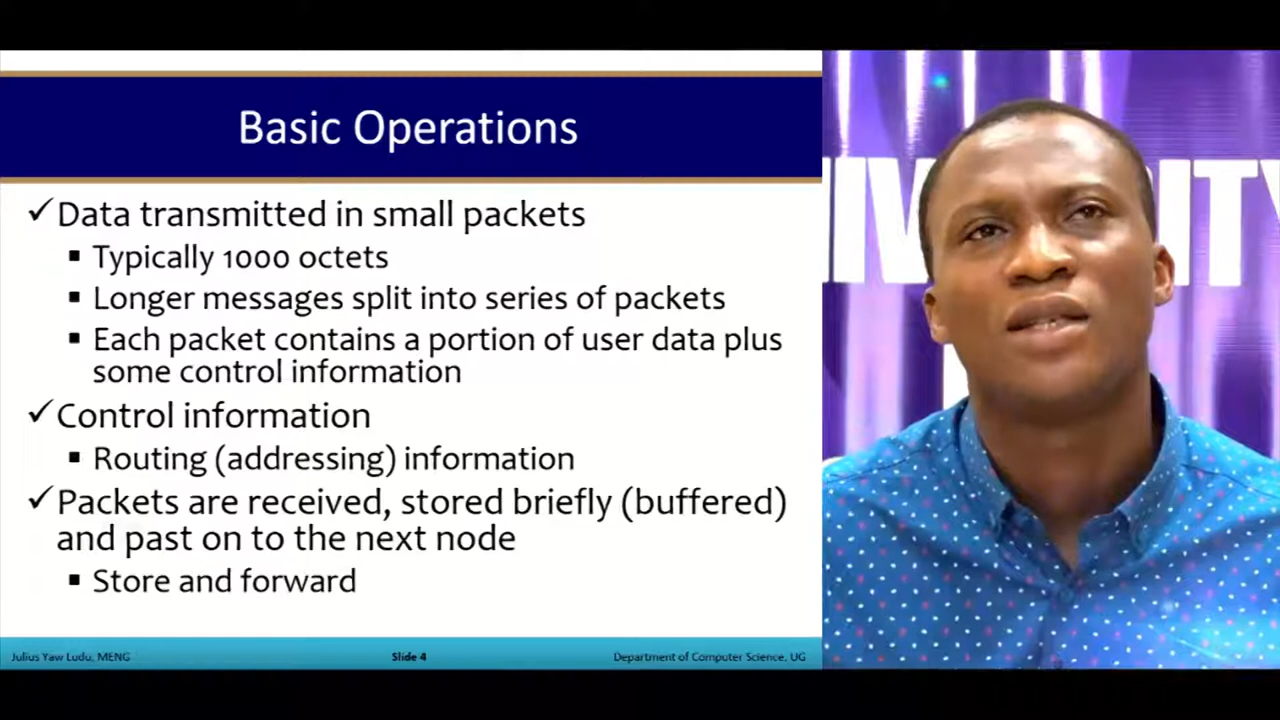 Basic Operations
✓ Data transmitted in small packets
▪ Typically 1000 octets
▪ Longer messages split into series of packets
▪ Each packet contains a portion of user data plus
some control information
✓ Control information
▪ Routing (addressing) information
✓ Packets are received, stored briefly (buffered)
and past on to the next node
▪ Store and forward
Julius Yaw Ludu, MENG
Slide 4
Department of Computer Science, UG